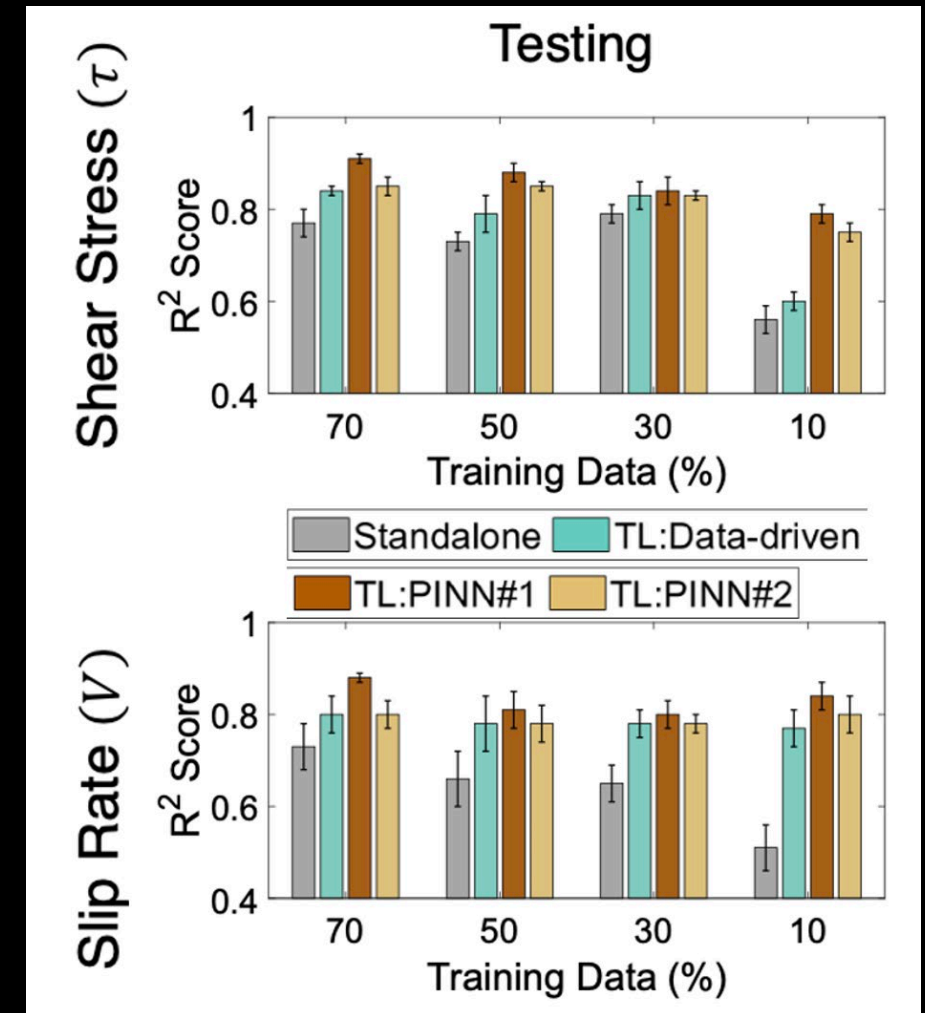 Testing
Shear Stress (τ)
R² Score
1
0.8
0.6
0.4
70 50 30 10
Training Data (%)
Standalone TL:Data-driven
TL:PINN#1 TL:PINN#2
Slip Rate (V)
R² Score
1
0.8
0.6
0.4
70 50 30 10
Training Data (%)